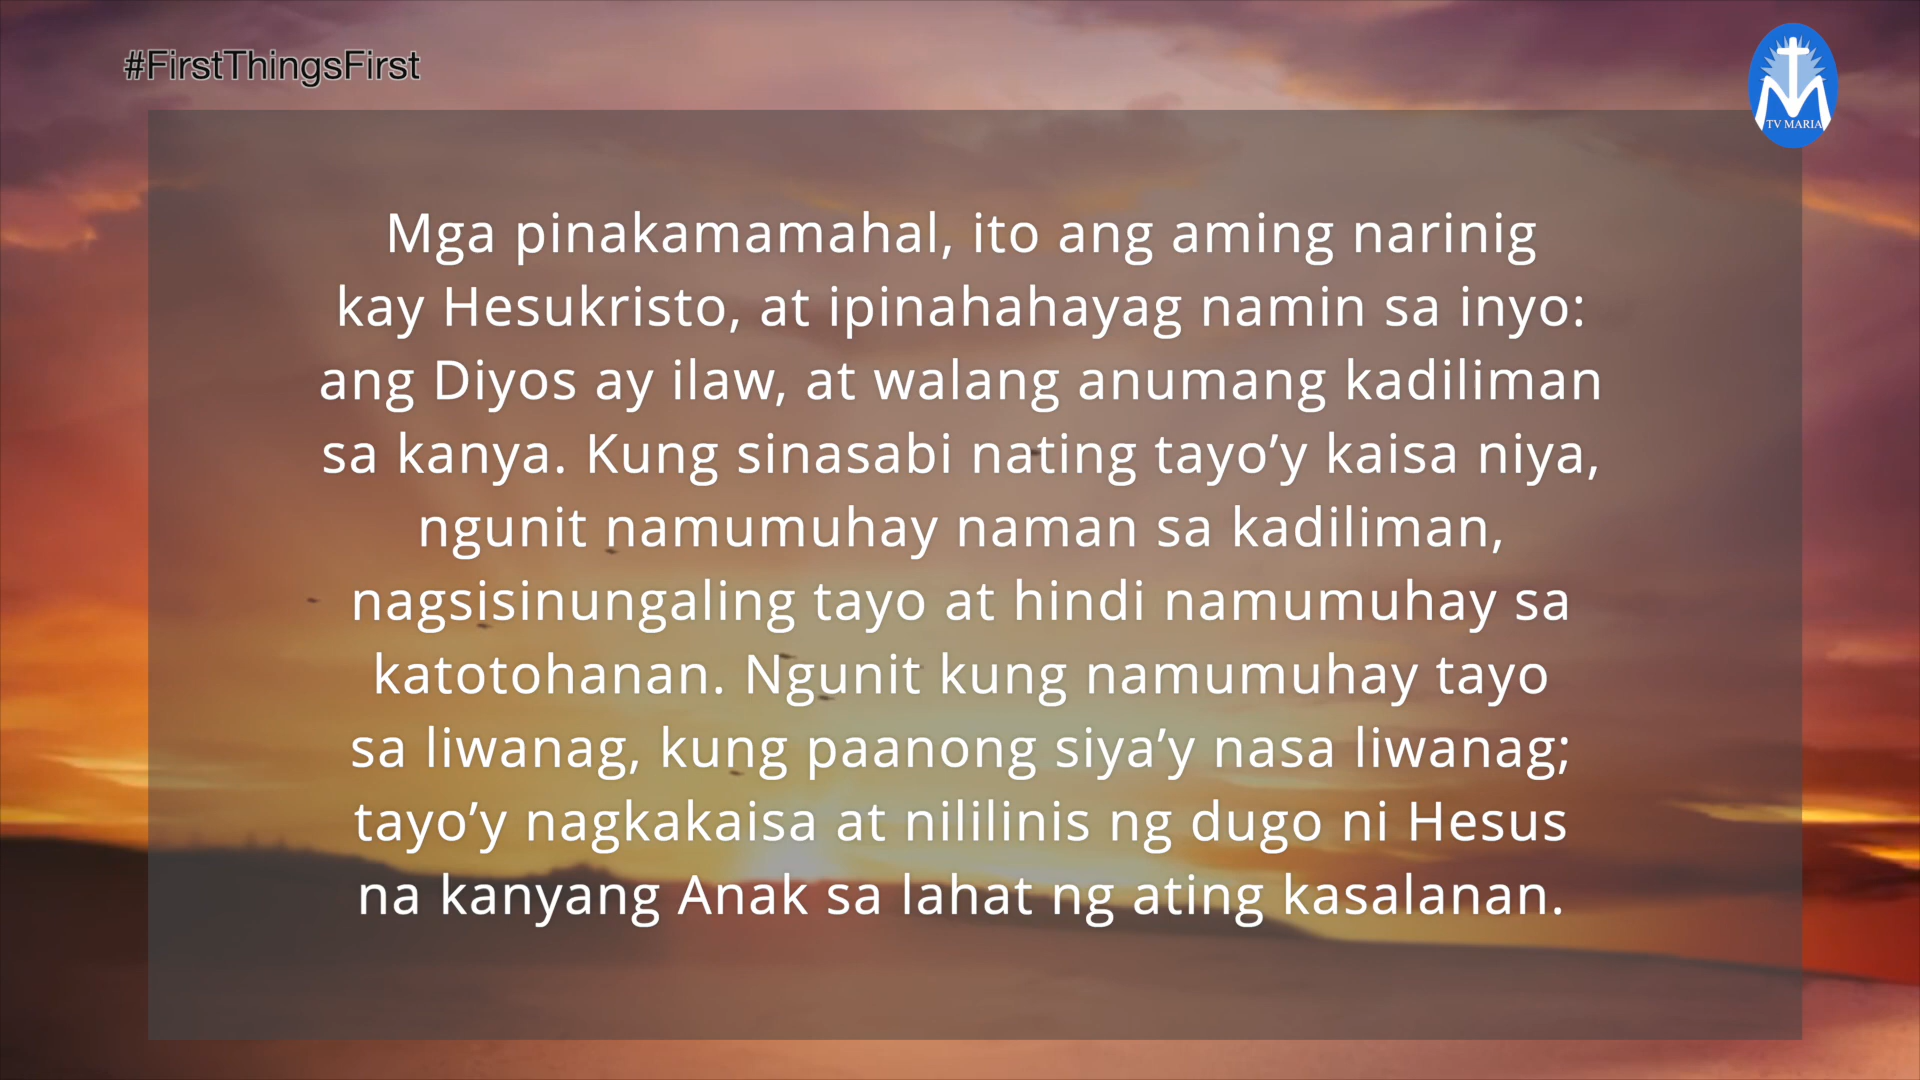 #FirstThingsFirst
TV MARIA
Mga pinakamamahal, ito ang aming narinig
kay Hesukristo, at ipinahahayag namin sa inyo:
ang Diyos ay ilaw, at walang anumang kadiliman
sa kanya. Kung sinasabi nating tayo’y kaisa niya,
ngunit namumuhay naman sa kadiliman,
nagsisinungaling tayo at hindi namumuhay sa
katotohanan. Ngunit kung namumuhay tayo
sa liwanag, kung paanong siya’y nasa liwanag;
tayo’y nagkakaisa at nililinis ng dugo ni Hesus
na kanyang Anak sa lahat ng ating kasalanan.